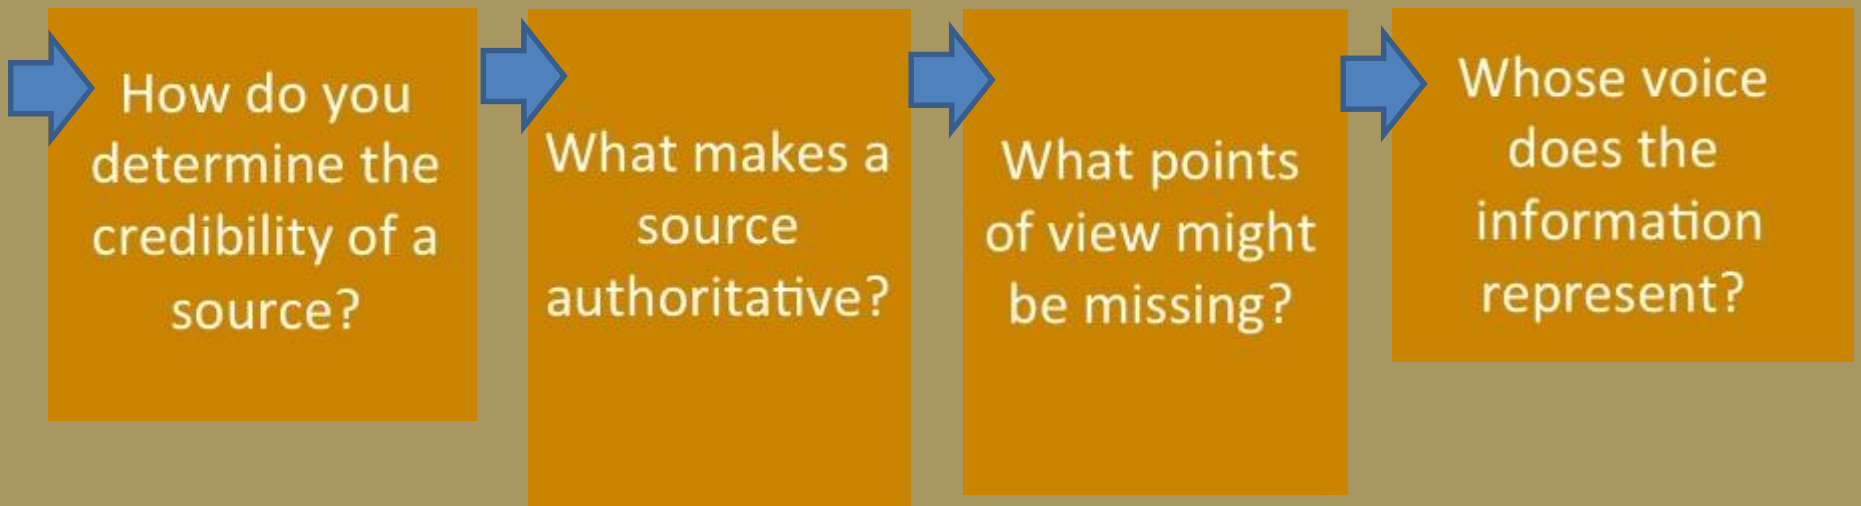 How do you
determine the
credibility of a
source?
What makes a
source
authoritative?
What points
of view might
be missing?
Whose voice
does the
information
represent?